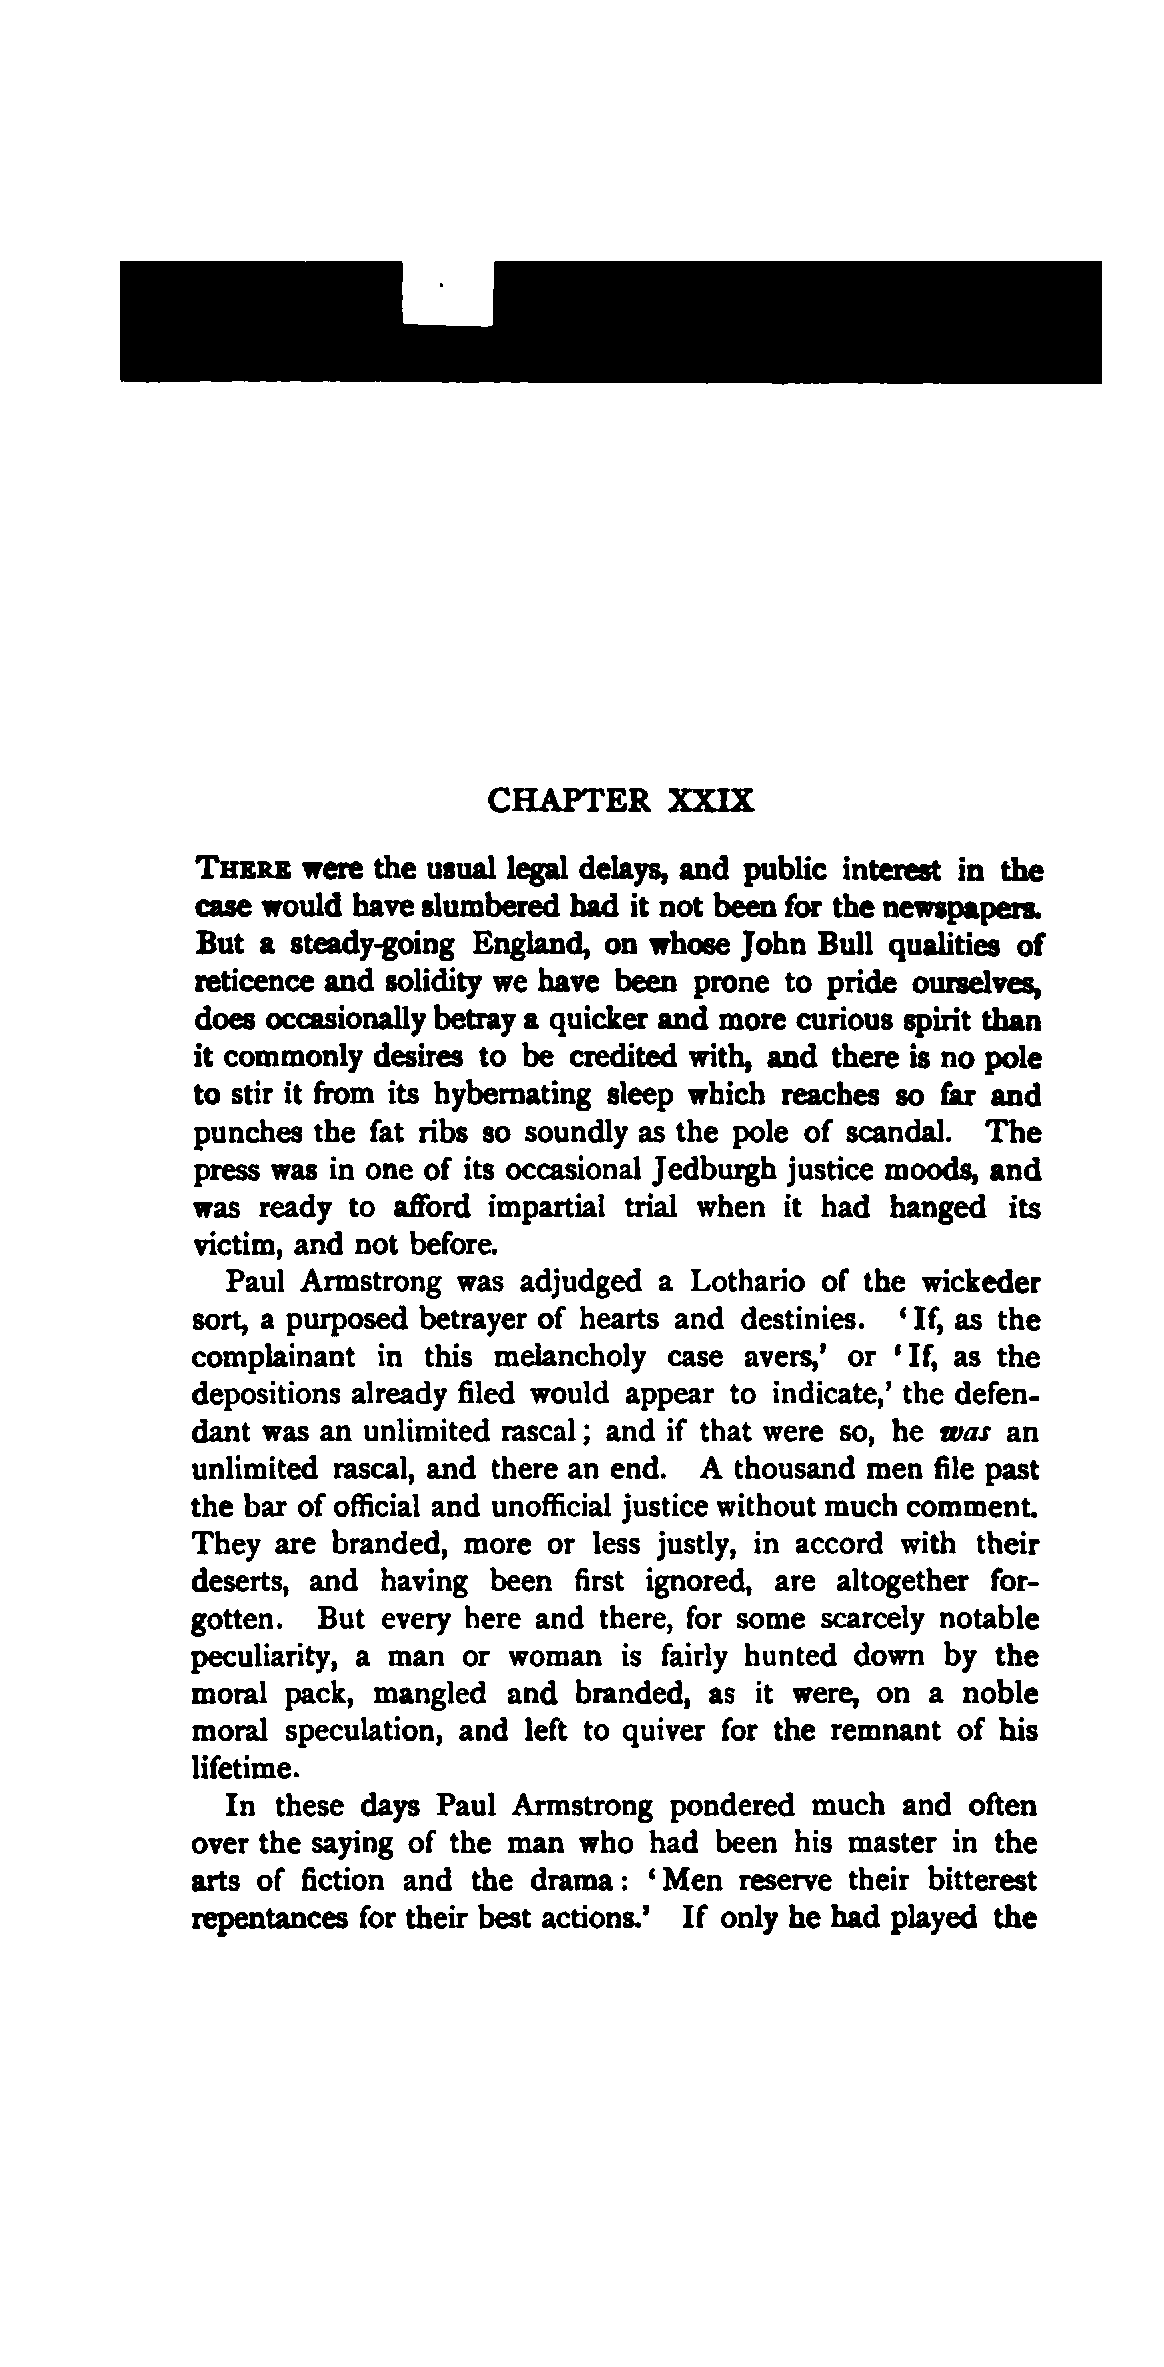 CHAPTER XXIX
THERE were the usual legal delays, and public interest in the
case would have slumbered had it not been for the newspapers.
But a steady-going England, on whose John Bull qualities of
reticence and solidity we have been prone to pride ourselves,
does occasionally betray a quicker and more curious spirit than
it commonly desires to be credited with, and there is no pole
to stir it from its hybernating sleep which reaches so far and
punches the fat ribs so soundly as the pole of scandal. The
press was in one of its occasional Jedburgh justice moods, and
was ready to afford impartial trial when it had hanged its
victim, and not before.
Paul Armstrong was adjudged a Lothario of the wickeder
sort, a purposed betrayer of hearts and destinies. ‘If, as the
complainant in this melancholy case avers,’ or ‘If, as the
depositions already filed would appear to indicate,’ the defen-
dant was an unlimited rascal; and if that were so, he was an
unlimited rascal, and there an end. A thousand men file past
the bar of official and unofficial justice without much comment.
They are branded, more or less justly, in accord with their
deserts, and having been first ignored, are altogether for-
gotten. But every here and there, for some scarcely notable
peculiarity, a man or woman is fairly hunted down by the
moral pack, mangled and branded, as it were, on a noble
moral speculation, and left to quiver for the remnant of his
lifetime.
In these days Paul Armstrong pondered much and often
over the saying of the man who had been his master in the
arts of fiction and the drama: ‘Men reserve their bitterest
repentances for their best actions.’ If only he had played the